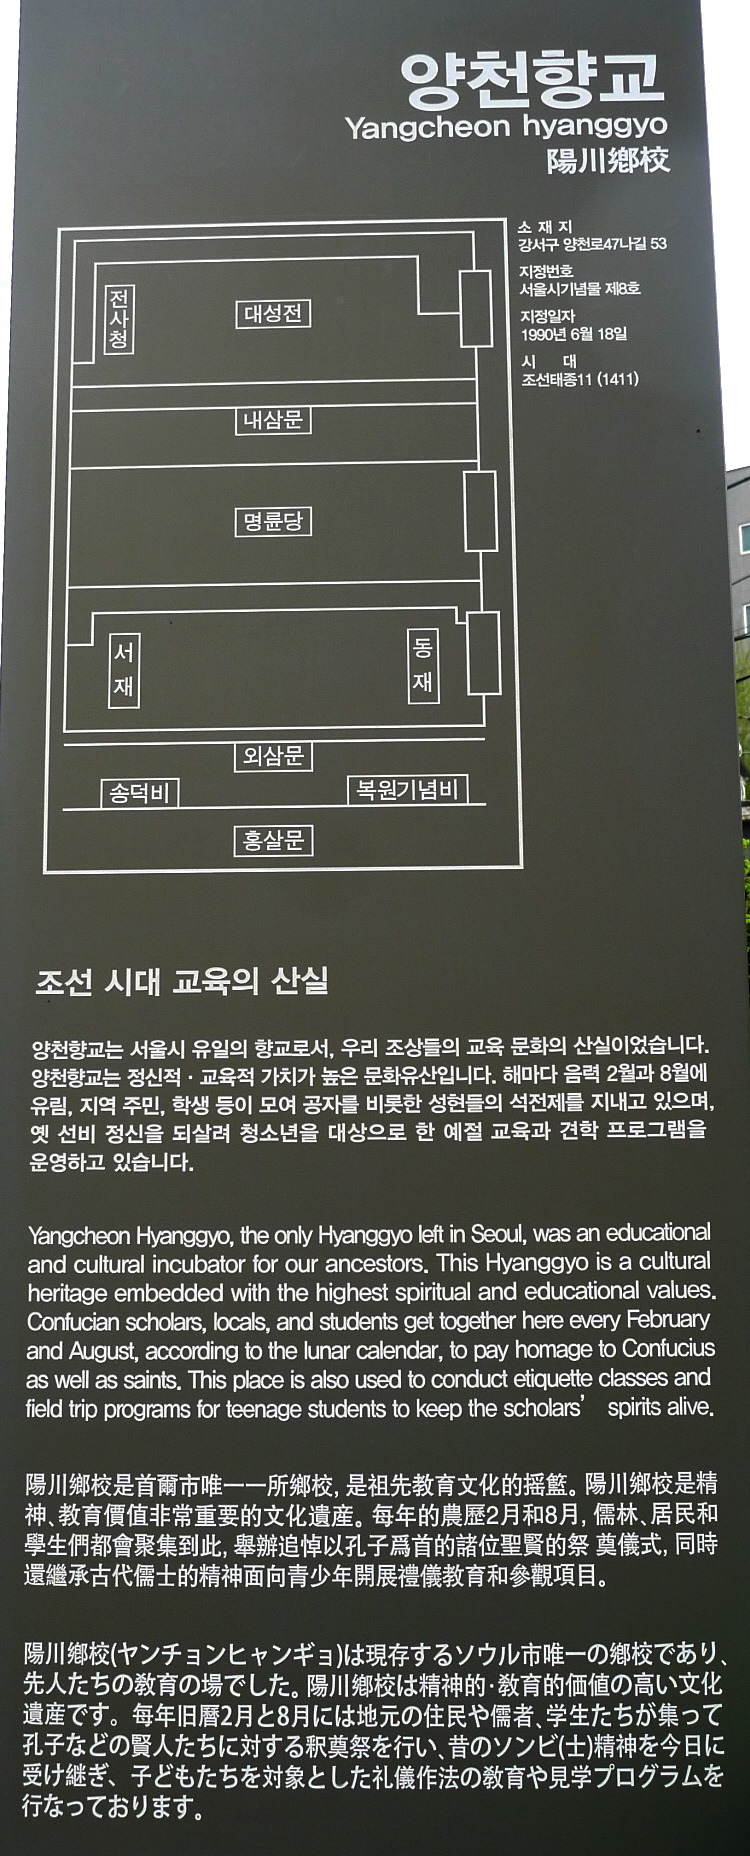 양천향교
Yangcheon hyanggyo
陽川鄕校
소 재 지
강서구 양천로47나길 53
지정번호
서울시기념물 제8호
지정일자
1990년 6월 18일
시 대
조선태종11 (1411)
전사청
대성전
내삼문
명륜당
서재
동재
외삼문
송덕비
복원기념비
홍살문
조선 시대 교육의 산실
양천향교는 서울시 유일의 향교로서, 우리 조상들의 교육 문화의 산실이었습니다.
양천향교는 정신적 · 교육적 가치가 높은 문화유산입니다. 해마다 음력 2월과 8월에
유림, 지역 주민, 학생 등이 모여 공자를 비롯한 성현들의 석전제를 지내고 있으며,
옛 선비 정신을 되살려 청소년을 대상으로 한 예절 교육과 견학 프로그램을
운영하고 있습니다.
Yangcheon Hyanggyo, the only Hyanggyo left in Seoul, was an educational
and cultural incubator for our ancestors. This Hyanggyo is a cultural
heritage embedded with the highest spiritual and educational values.
Confucian scholars, locals, and students get together here every February
and August, according to the lunar calendar, to pay homage to Confucius
as well as saints. This place is also used to conduct etiquette classes and
field trip programs for teenage students to keep the scholars’ spirits alive.
陽川鄕校是首爾市唯一一所鄕校, 是祖先教育文化的搖籃。陽川鄕校是精
神、教育價值非常重要的文化遺産。每年的農歷2月和8月, 儒林、居民和
學生們都會聚集到此, 舉辦追悼以孔子爲首的諸位聖賢的祭 奠儀式, 同時
還繼承古代儒士的精神面向青少年開展禮儀教育和參觀項目。
陽川鄕校(ヤンチョンヒャンギョ)は現存するソウル市唯一の鄕校であり、
先人たちの教育の場でした。陽川鄕校は精神的·教育的価値の高い文化
遺産です。毎年旧暦2月と8月には地元の住民や儒者、学生たちが集って
孔子などの賢人たちに対する釈奠祭を行い、昔のソンビ(士)精神を今日に
受け継ぎ、子どもたちを対象とした礼儀作法の教育や見学プログラムを
行なっております。